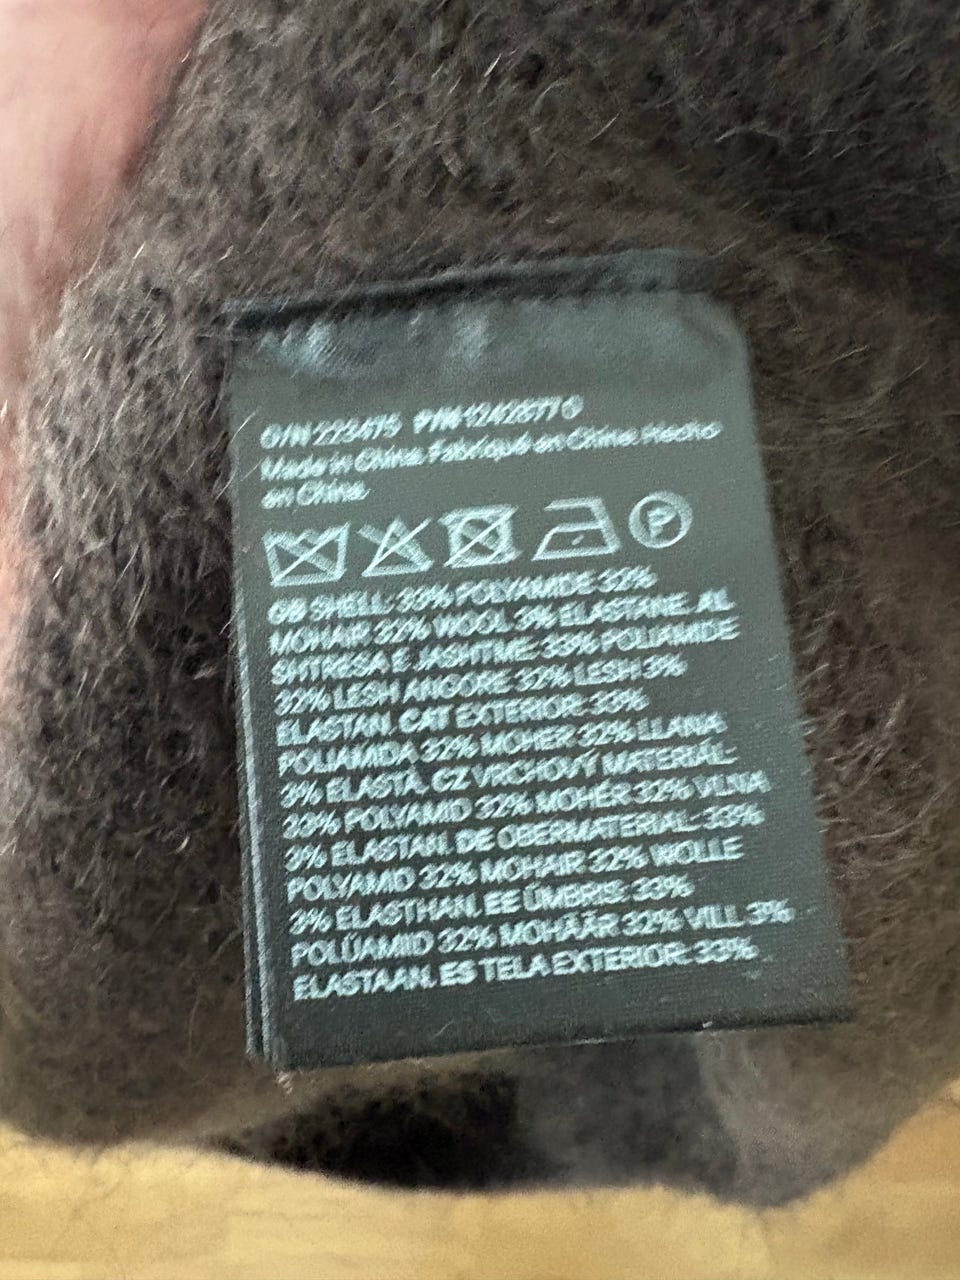 O/N 223475 P/N 1242877 ©
Made in China. Fabriqué en Chine. Hecho
en China.
P
GB SHELL: 33% POLYAMIDE 32%
MOHAIR 32% WOOL 3% ELASTANE. AL
SHTRESA E JASHTME: 33% POLIAMIDE
32% LESH ANGORE 32% LESH 3%
ELASTAN. CAT EXTERIOR: 33%
POLIAMIDA 32% MOHER 32% LLANA
3% ELASTÀ. CZ VRCHOVÝ MATERIÁL:
33% POLYAMID 32% MOHÉR 32% VLNA
3% ELASTAN. DE OBERMATERIAL: 33%
POLYAMID 32% MOHAIR 32% WOLLE
3% ELASTHAN. EE ÜMBRIS: 33%
POLÜAMIID 32% MOHÄÄR 32% VILL 3%
ELASTAAN. ES TELA EXTERIOR: 33%